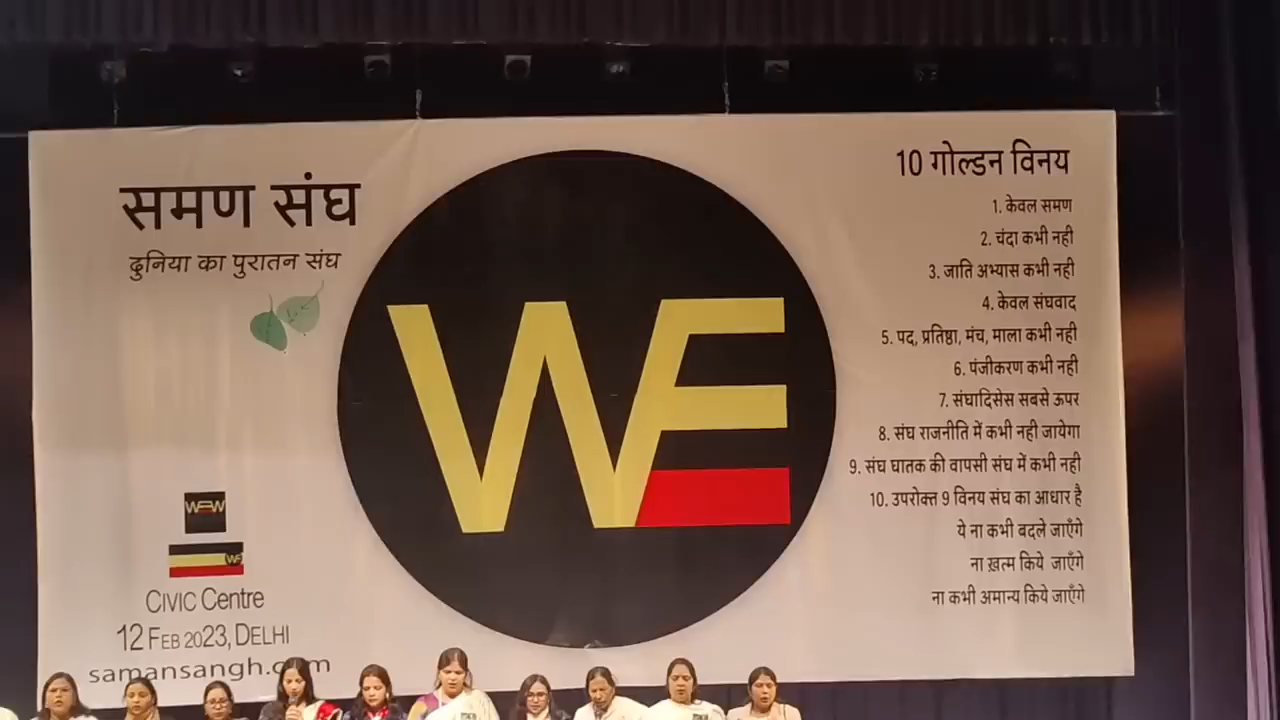 समण संघ
दुनिया का पुरातन संघ
WE
10 गोल्डन विनय
1. केवल समण
2. चंदा कभी नही
3. जाति अभ्यास कभी नही
4. केवल संघवाद
5. पद, प्रतिष्ठा, मंच, माला कभी नही
6. पंजीकरण कभी नही
7. संघादिसेस सबसे ऊपर
8. संघ राजनीति में कभी नही जायेगा
9. संघ घातक की वापसी संघ में कभी नही
10. उपरोक्त 9 विनय संघ का आधार है
ये ना कभी बदले जाएँगे
ना ख़त्म किये जाएँगे
ना कभी अमान्य किये जाएँगे
WE
CIVIC Centre
12 FEB 2023, DELHI
samansangh.com